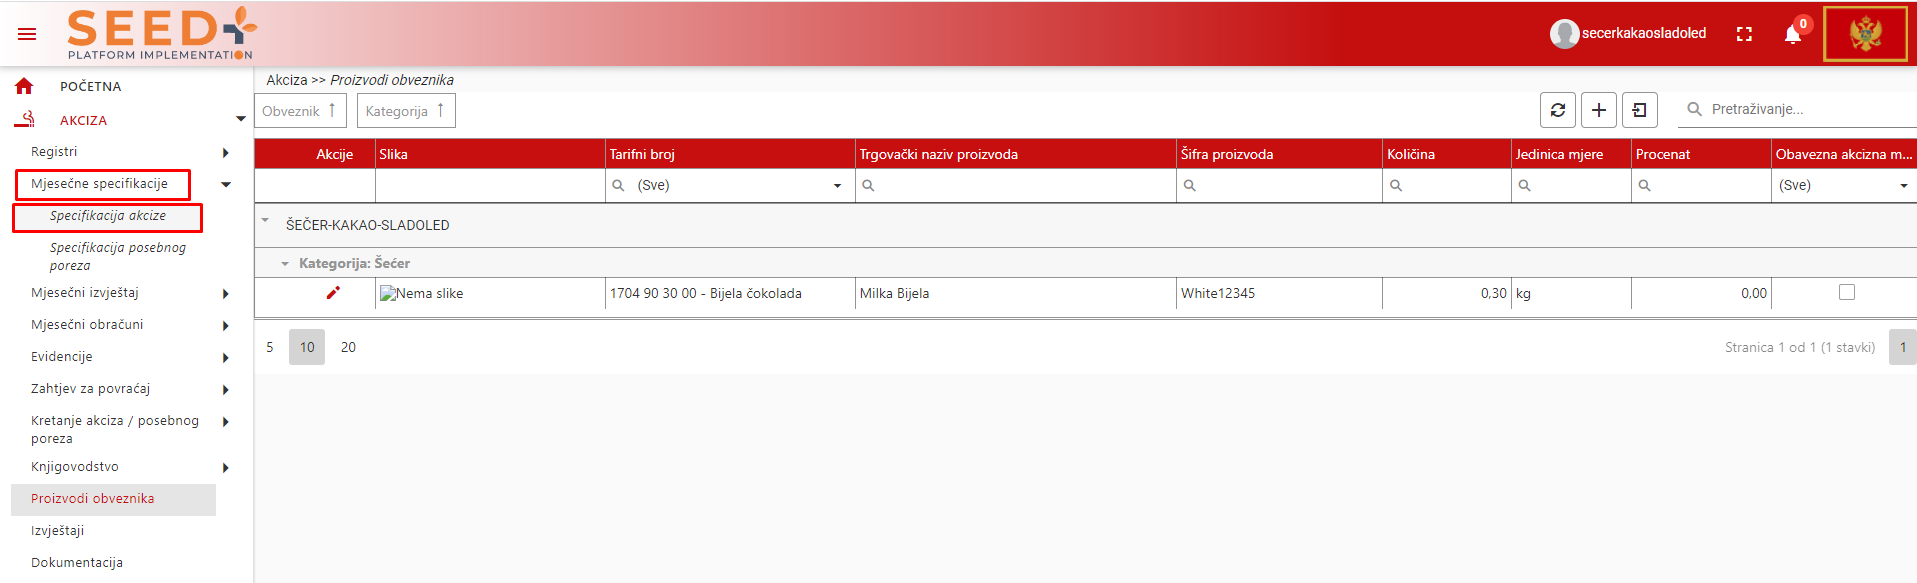 SEED
PLATFORM IMPLEMENTATION
secerkakaosladoled
0
POČETNA
AKCIZA
Registri
Mjesečne specifikacije
Specifikacija akcize
Specifikacija posebnog
poreza
Mjesečni izvještaj
Mjesečni obračuni
Evidencije
Zahtjev za povraćaj
Kretanje akciza / posebnog
poreza
Knjigovodstvo
Proizvodi obveznika
Izvještaji
Dokumentacija
Akciza >> Proizvodi obveznika
Obveznik ↑ Kategorija ↑
Pretraživanje...
Akcije Slika Tarifni broj Trgovački naziv proizvoda Šifra proizvoda Količina Jedinica mjere Procenat Obavezna akcizna m...
(Sve) (Sve)
ŠEČER-KAKAO-SLADOLED
Kategorija: Šećer
Nema slike 1704 90 30 00 - Bijela čokolada Milka Bijela White12345 0,30 kg 0,00
5 10 20 Stranica 1 od 1 (1 stavki) 1